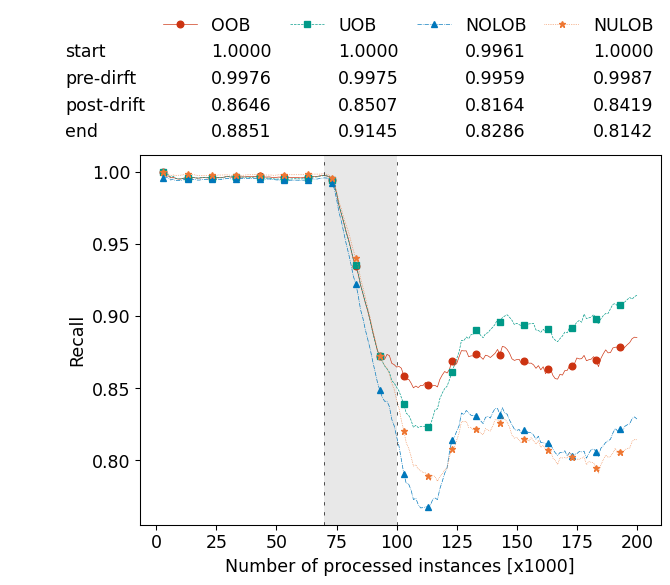 OOB UOB NOLOB NULOB
start 1.0000 1.0000 0.9961 1.0000
pre-dirft 0.9976 0.9975 0.9959 0.9987
post-drift 0.8646 0.8507 0.8164 0.8419
end 0.8851 0.9145 0.8286 0.8142
1.00
0.95
0.90
0.85
0.80
Recall
0 25 50 75 100 125 150 175 200
Number of processed instances [x1000]